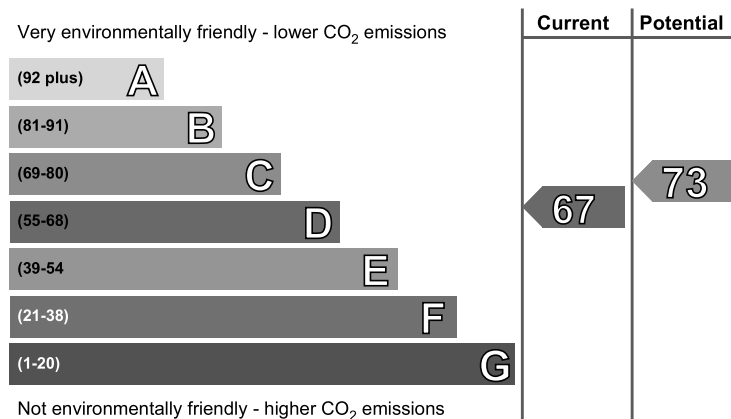 Very environmentally friendly - lower CO2 emissions
Current
Potential
(92 plus) A
(81-91) B
(69-80) C
73
(55-68) D
67
(39-54 E
(21-38) F
(1-20) G
Not environmentally friendly - higher CO2 emissions